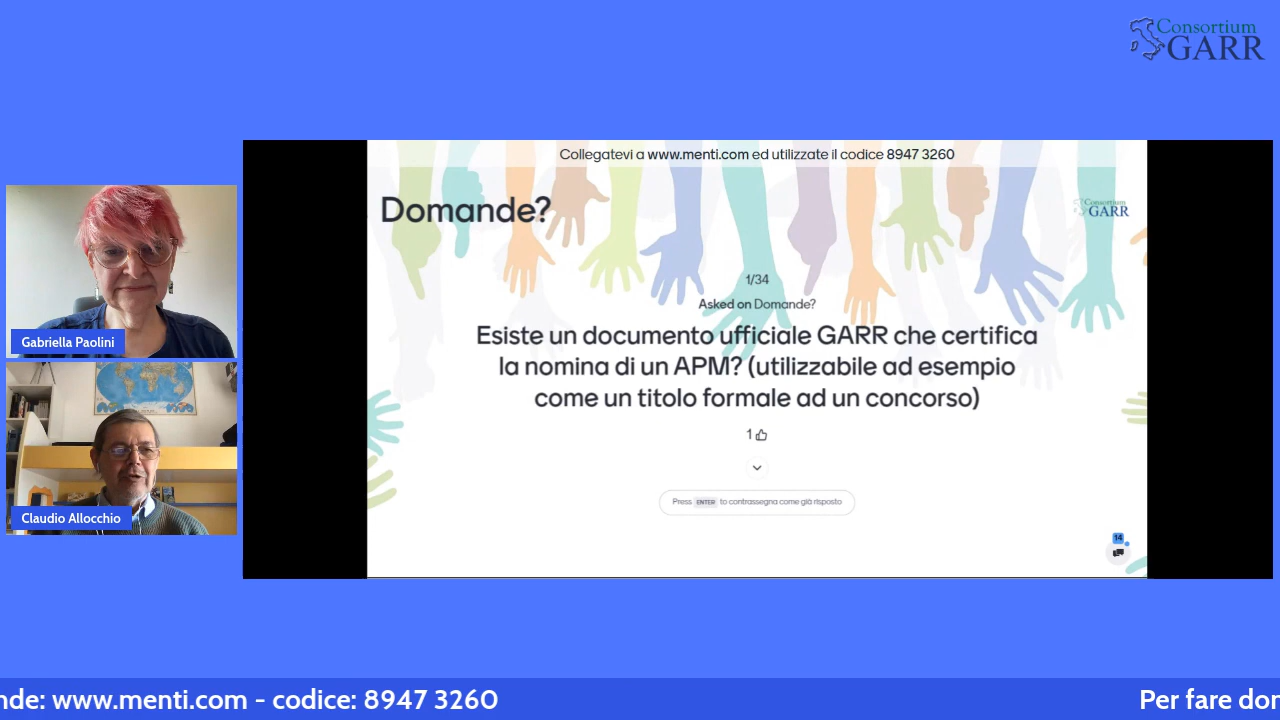 Consortium
GARR
Collegatevi a www.menti.com ed utilizzate il codice 8947 3260
Domande?
Consortium
GARR
1/34
Asked on Domande?
Esiste un documento ufficiale GARR che certifica
la nomina di un APM? (utilizzabile ad esempio
come un titolo formale ad un concorso)
1
Press ENTER to contrassegna come già risposto
14
Gabriella Paolini
Claudio Allocchio
nde: www.menti.com - codice: 8947 3260
Per fare dor